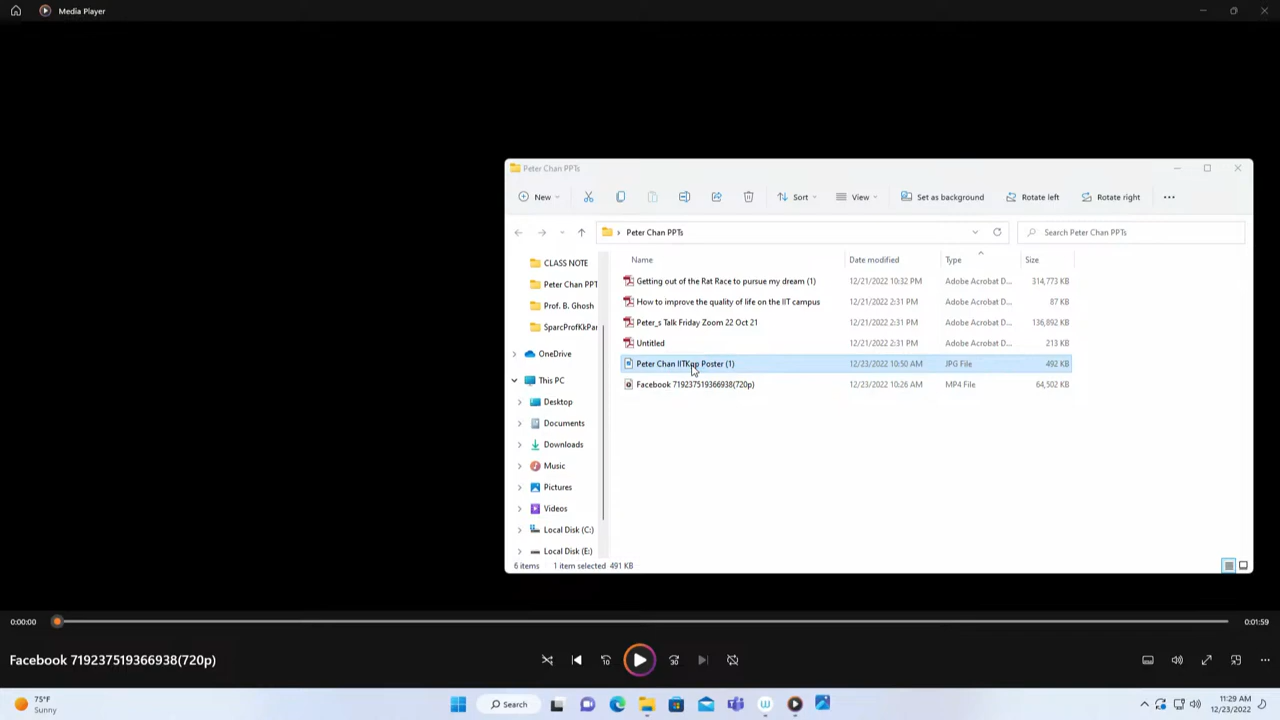 Media Player
Peter Chan PPTs
New
Sort
View
Set as background
Rotate left
Rotate right
Peter Chan PPTs
Search Peter Chan PPTs
Name
Date modified
Type
Size
CLASS NOTE
Peter Chan PPT
Prof. B. Ghosh
SparcProfKkPar
OneDrive
This PC
Desktop
Documents
Downloads
Music
Pictures
Videos
Local Disk (C:)
Local Disk (E:)
Getting out of the Rat Race to pursue my dream (1) 12/21/2022 10:32 PM Adobe Acrobat D... 314,773 KB
How to improve the quality of life on the IIT campus 12/21/2022 2:31 PM Adobe Acrobat D... 87 KB
Peter_s Talk Friday Zoom 22 Oct 21 12/21/2022 2:31 PM Adobe Acrobat D... 136,892 KB
Untitled 12/21/2022 2:31 PM Adobe Acrobat D... 213 KB
Peter Chan IITKgp Poster (1) 12/23/2022 10:50 AM JPG File 492 KB
Facebook 719237519366938(720p) 12/23/2022 10:26 AM MP4 File 64,502 KB
6 items 1 item selected 491 KB
0:00:00
0:01:59
Facebook 719237519366938(720p)
10
30
75°F
Sunny
Search
11:29 AM
12/23/2022